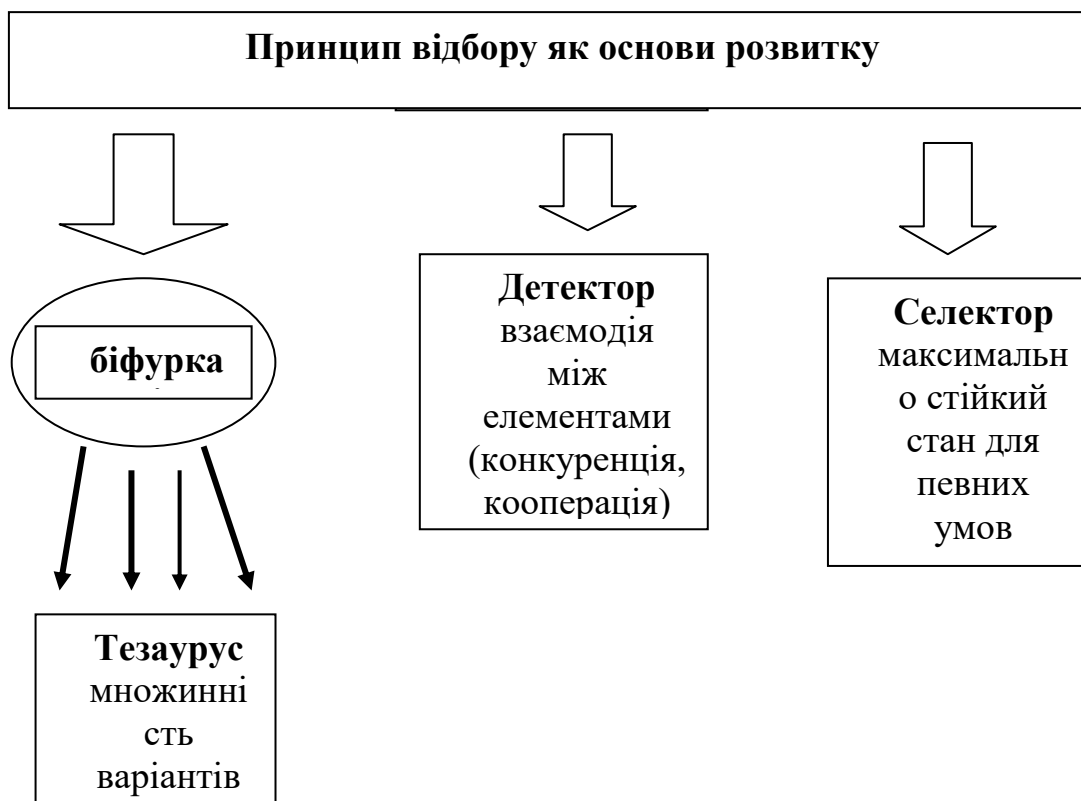 Принцип відбору як основи розвитку
біфурка
Детектор
взаємодія
між
елементами
(конкуренція,
кооперація)
Селектор
максимальн
о стійкий
стан для
певних
умов
Тезаурус
множинні
сть
варіантів